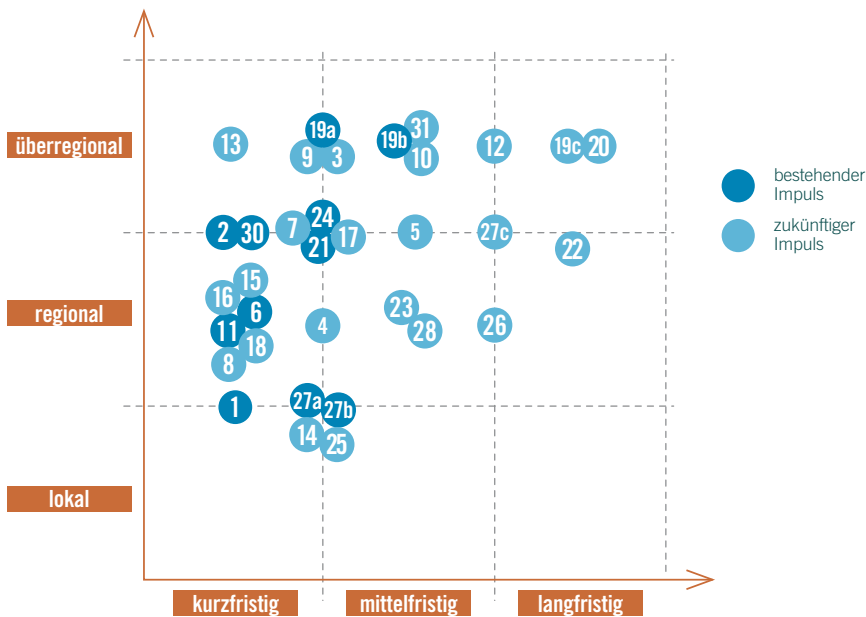 überregional
13
19a
9
3
19b
31
10
12
19c
20
bestehender
Impuls
zukünftiger
Impuls
2
30
7
24
21
17
5
27c
22
regional
15
16
6
11
18
8
4
23
28
26
1
27a
27b
14
25
lokal
kurzfristig
mittelfristig
langfristig